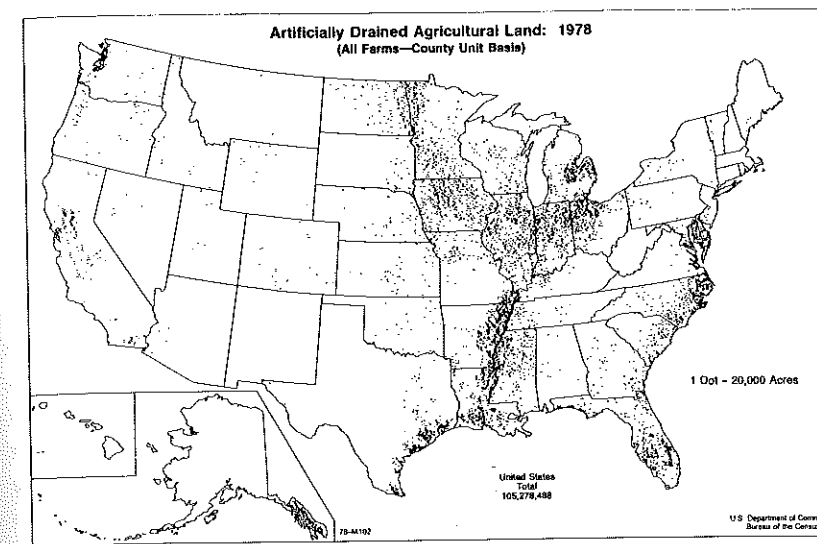 Artificially Drained Agricultural Land: 1978
(All Farms—County Unit Basis)
1 Dot - 20,000 Acres
United States
Total
105,278,488
78-M102
U S Department of Comm
Bureau of the Census